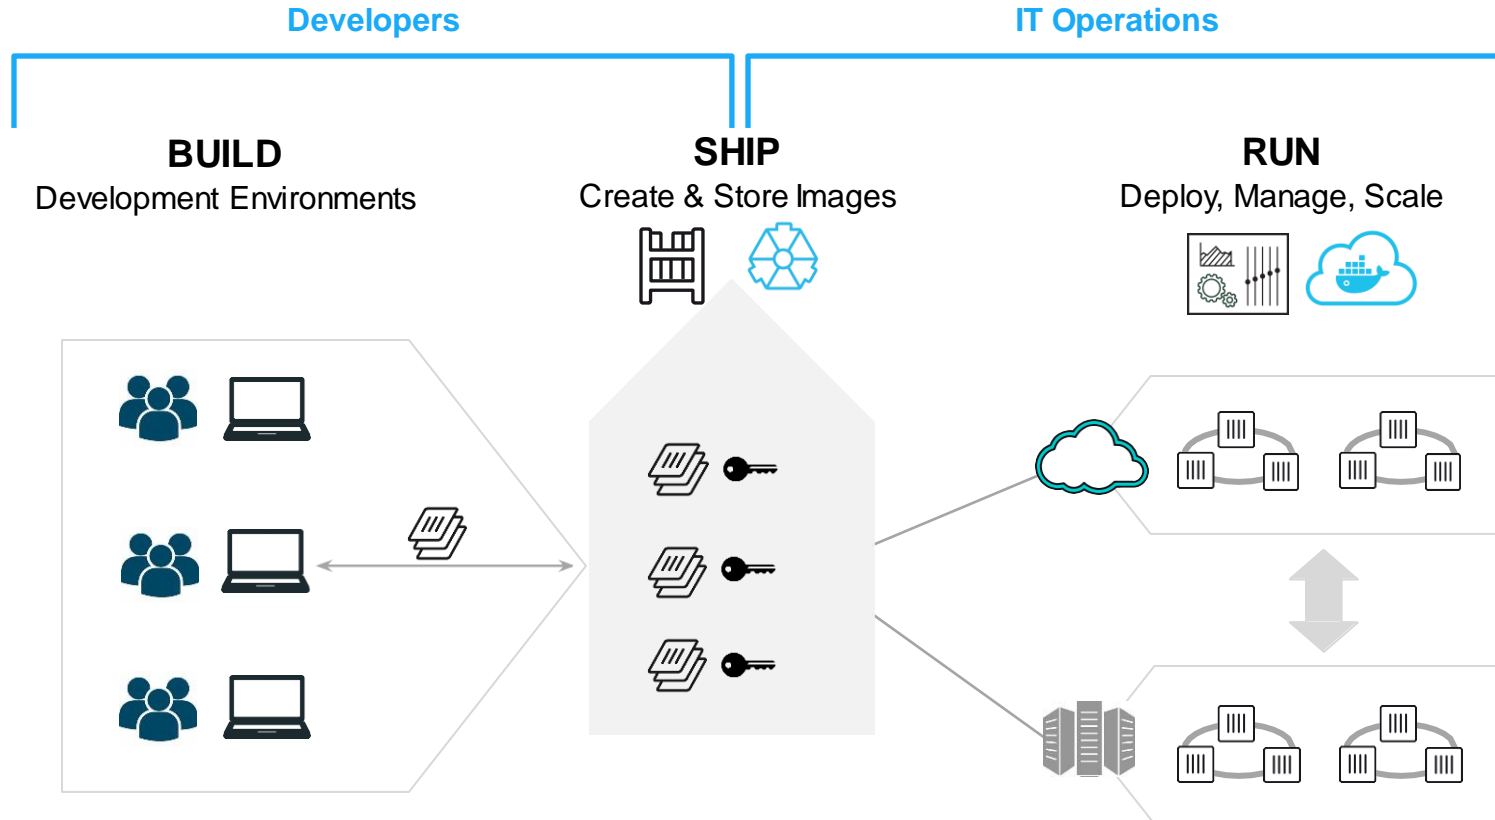 Developers
IT Operations
BUILD
Development Environments
SHIP
Create & Store Images
RUN
Deploy, Manage, Scale